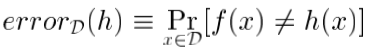 error_𝒟(h) ≡ Pr_{x∈𝒟}[f(x) ≠ h(x)]